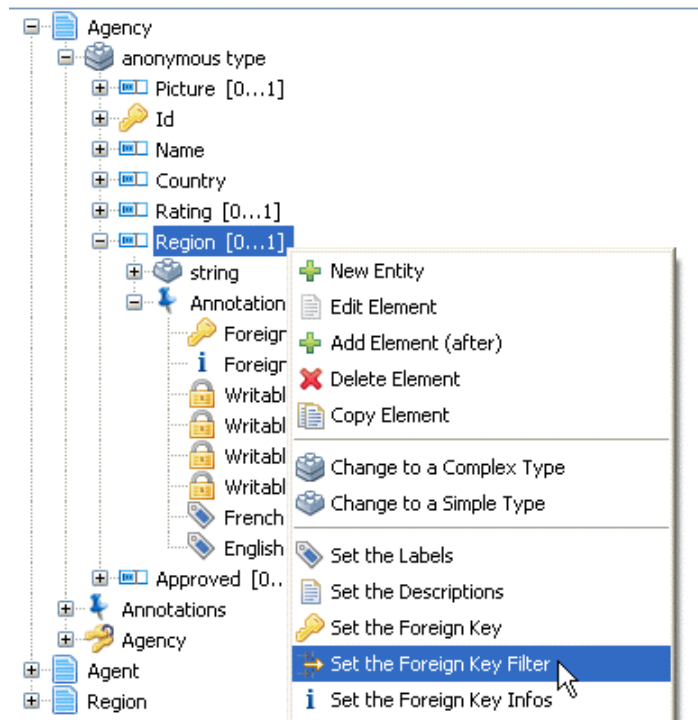 Agency
anonymous type
Picture [0...1]
Id
Name
Country
Rating [0...1]
Region [0...1]
string
Annotation
Foreign
Foreign
Writabl
Writabl
Writabl
Writabl
French
English
Approved [0..
Annotations
Agency
Agent
Region
New Entity
Edit Element
Add Element (after)
Delete Element
Copy Element
Change to a Complex Type
Change to a Simple Type
Set the Labels
Set the Descriptions
Set the Foreign Key
Set the Foreign Key Filter
Set the Foreign Key Infos